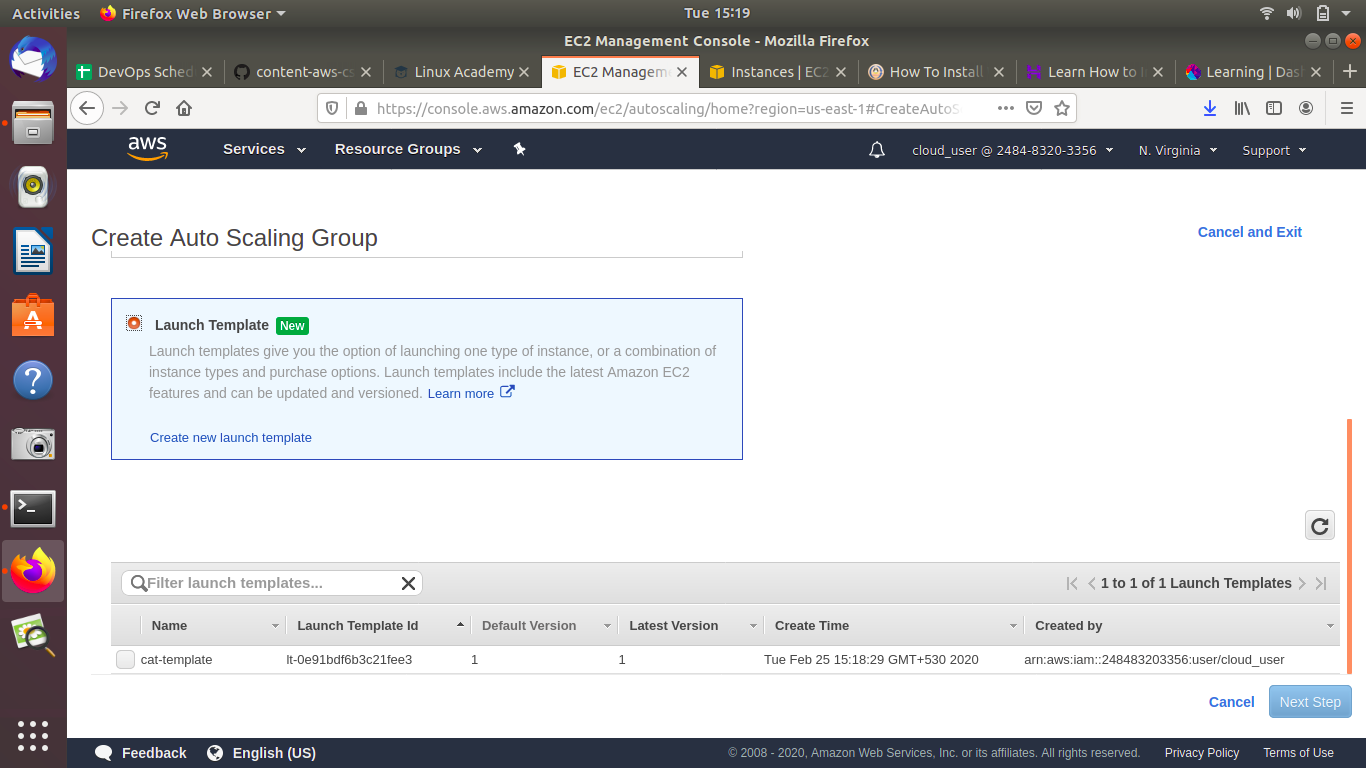 Activities
Firefox Web Browser
Tue 15:19
EC2 Management Console - Mozilla Firefox
DevOps Sched
content-aws-cs
Linux Academy
EC2 Managem
Instances | EC2
How To Install
Learn How to I
Learning | Das
https://console.aws.amazon.com/ec2/autoscaling/home?region=us-east-1#CreateAutoS
aws
Services
Resource Groups
cloud_user @ 2484-8320-3356
N. Virginia
Support
Create Auto Scaling Group
Cancel and Exit
Launch Template New
Launch templates give you the option of launching one type of instance, or a combination of
instance types and purchase options. Launch templates include the latest Amazon EC2
features and can be updated and versioned. Learn more
Create new launch template
Filter launch templates...
1 to 1 of 1 Launch Templates
Name Launch Template Id Default Version Latest Version Create Time Created by
cat-template lt-0e91bdf6b3c21fee3 1 1 Tue Feb 25 15:18:29 GMT+530 2020 arn:aws:iam::248483203356:user/cloud_user
Cancel Next Step
Feedback English (US) © 2008 - 2020, Amazon Web Services, Inc. or its affiliates. All rights reserved. Privacy Policy Terms of Use